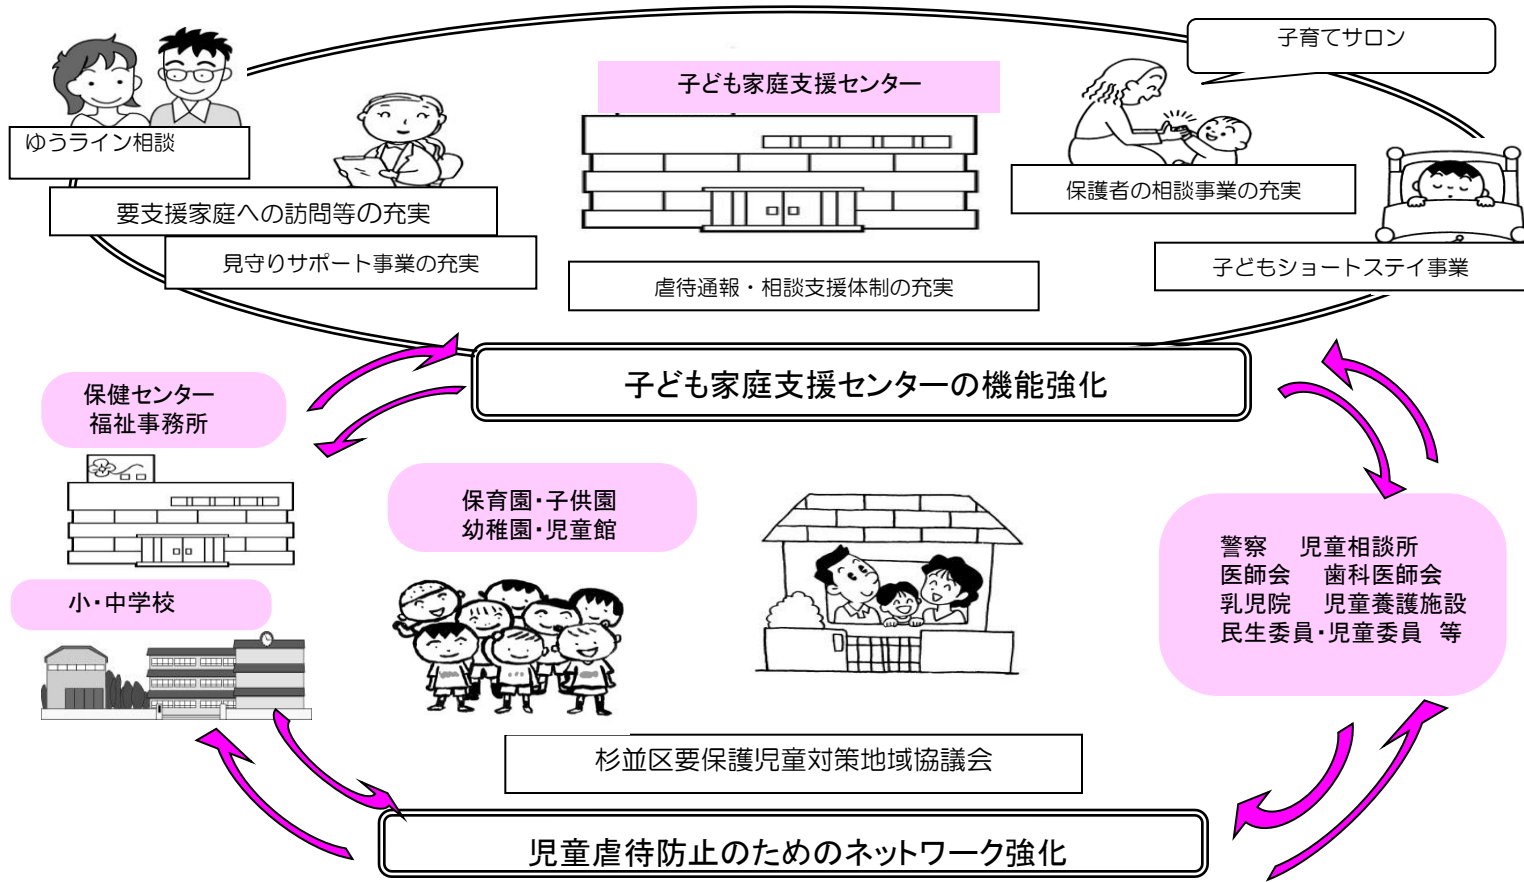 子育てサロン
子ども家庭支援センター
ゆうライン相談
保護者の相談事業の充実
要支援家庭への訪問等の充実
見守りサポート事業の充実
子どもショートステイ事業
虐待通報・相談支援体制の充実
子ども家庭支援センターの機能強化
保健センター
福祉事務所
保育園・子供園
幼稚園・児童館
警察　児童相談所
医師会　歯科医師会
乳児院　児童養護施設
民生委員・児童委員　等
小・中学校
杉並区要保護児童対策地域協議会
児童虐待防止のためのネットワーク強化